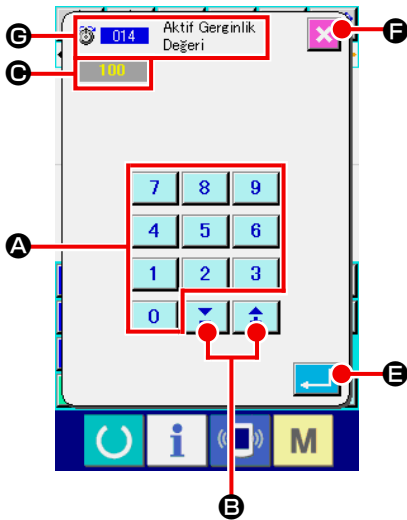 G 014 Aktif Gerginlik
Değeri
F
C 100
7 8 9
A 4 5 6
1 2 3
0
E
i M
B